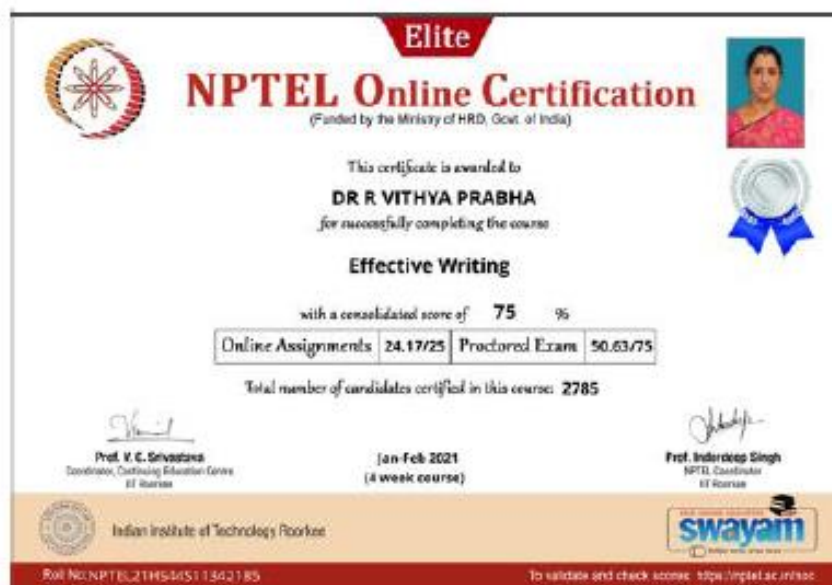 Elite
NPTEL Online Certification
(Funded by the Ministry of HRD, Govt. of India)
This certificate is awarded to
DR R VITHYA PRABHA
for successfully completing the course
Effective Writing
with a consolidated score of 75 %
Online Assignments 24.17/25 Proctored Exam 50.63/75
Total number of candidates certified in this course: 2785
Prof. V. C. Srivastava
Coordinator, Continuing Education Centre
IIT Roorkee
Jan-Feb 2021
(4 week course)
Prof. Inderdeep Singh
NPTEL Coordinator
IIT Roorkee
Indian Institute of Technology Roorkee
swayam
Roll No: NPTEL21HS44S11342185
To validate and check scores: https://nptel.ac.in/noc